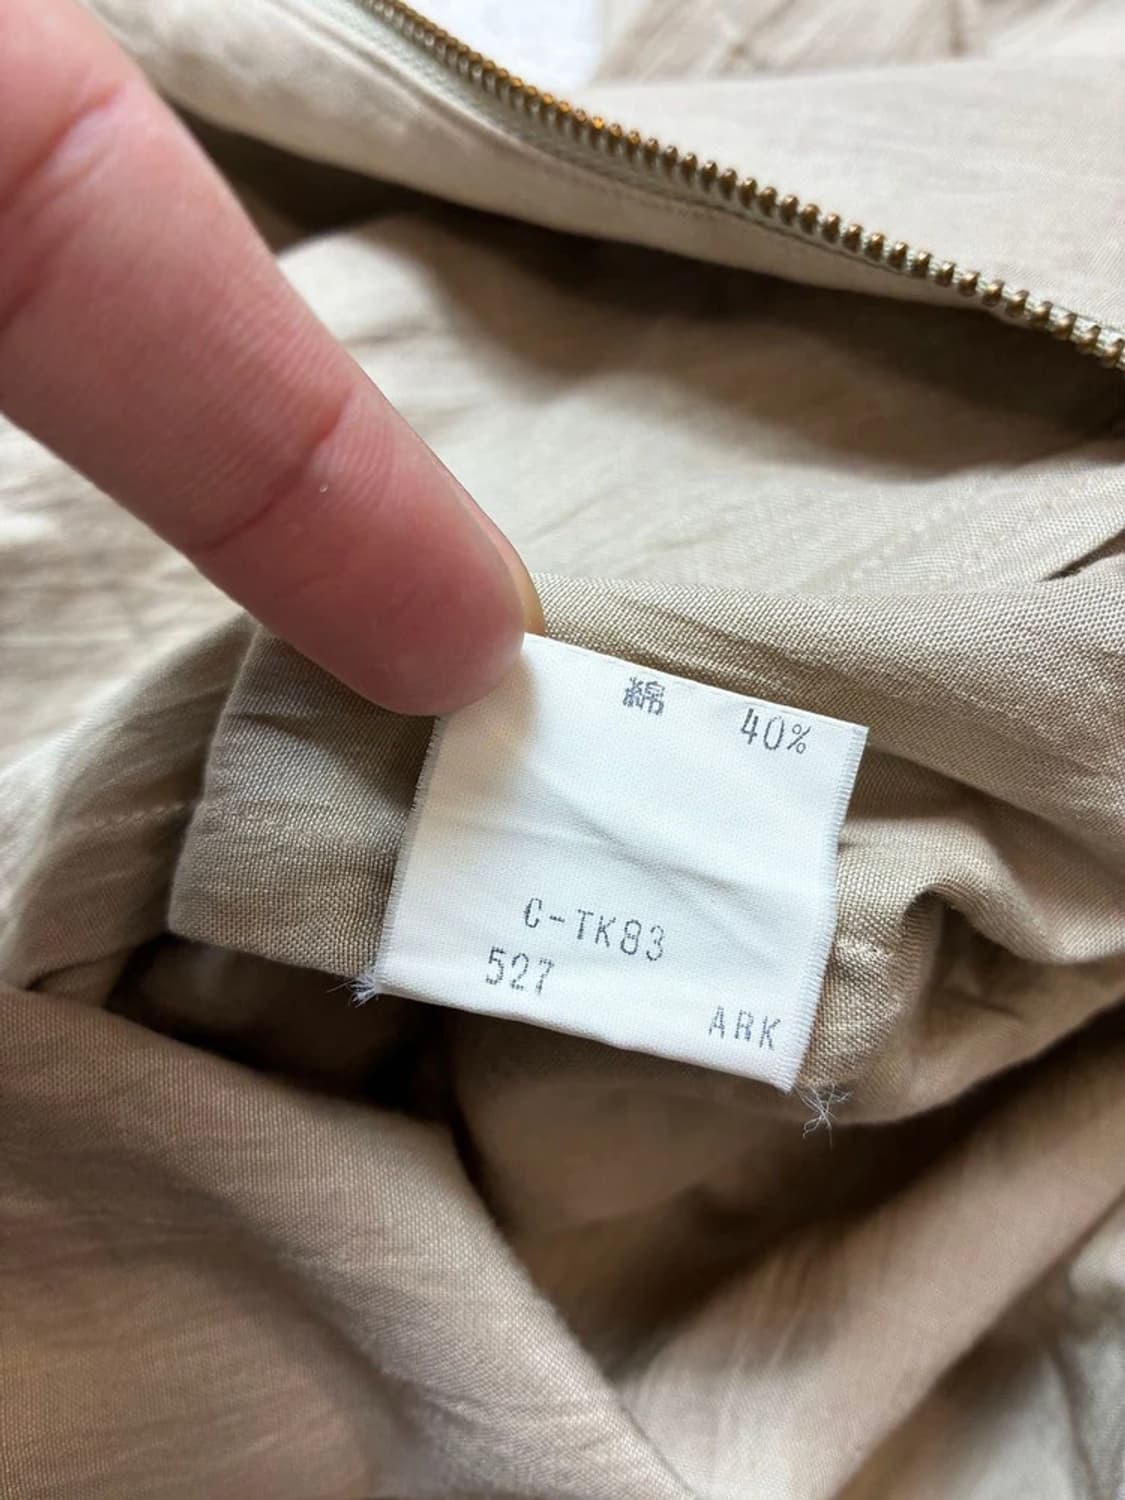 綿 40%
C-TK83
527
ARK